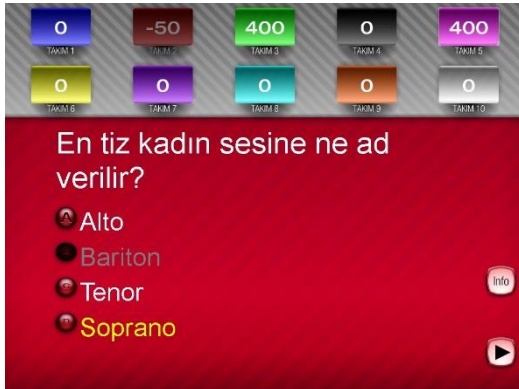 0 -50 400 0 400
TAKIM 1 TAKIM 2 TAKIM 3 TAKIM 4 TAKIM 5
0 0 0 0 0
TAKIM 6 TAKIM 7 TAKIM 8 TAKIM 9 TAKIM 10
En tiz kadın sesine ne ad
verilir?
A Alto
Bariton
C Tenor
D Soprano
Info